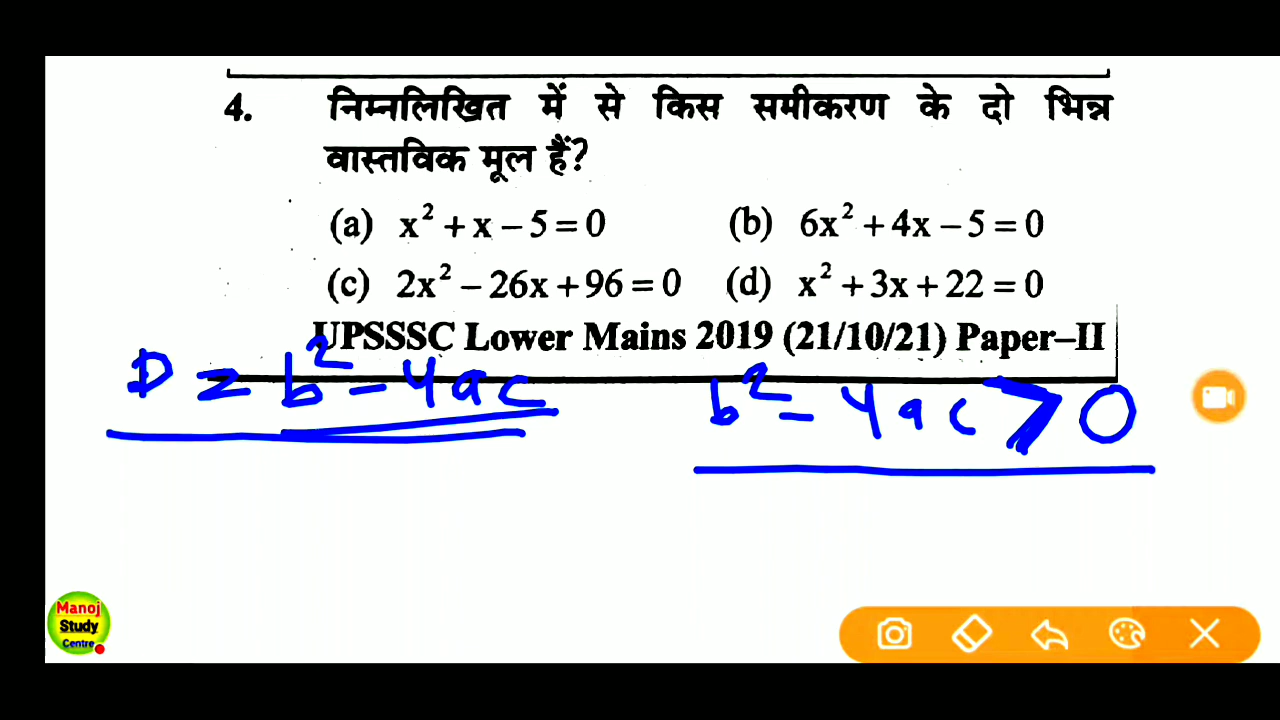 4. निम्नलिखित में से किस समीकरण के दो भिन्न
वास्तविक मूल हैं?
(a) x² + x – 5 = 0 (b) 6x² + 4x – 5 = 0
(c) 2x² – 26x + 96 = 0 (d) x² + 3x + 22 = 0
UPSSSC Lower Mains 2019 (21/10/21) Paper–II
D = b² – 4ac
b² – 4ac > 0
Manoj
Study
Centre